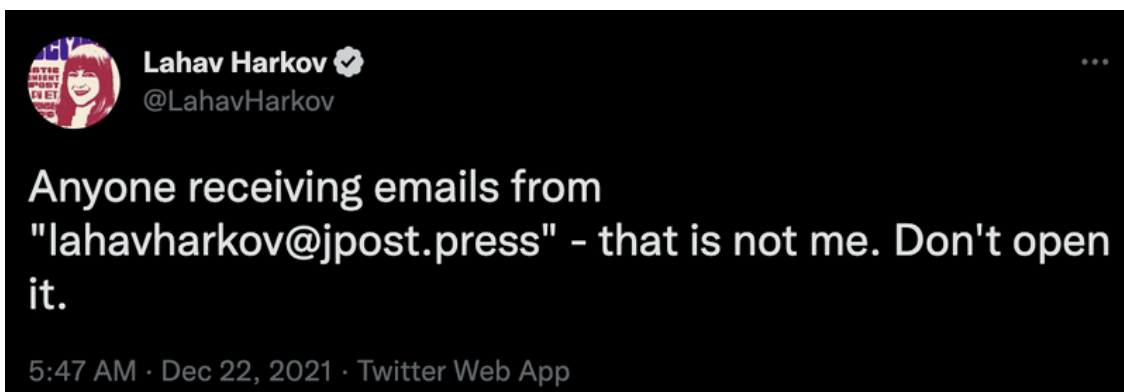 Lahav Harkov
@LahavHarkov
Anyone receiving emails from
"lahavharkov@jpost.press" - that is not me. Don't open
it.
5:47 AM · Dec 22, 2021 · Twitter Web App